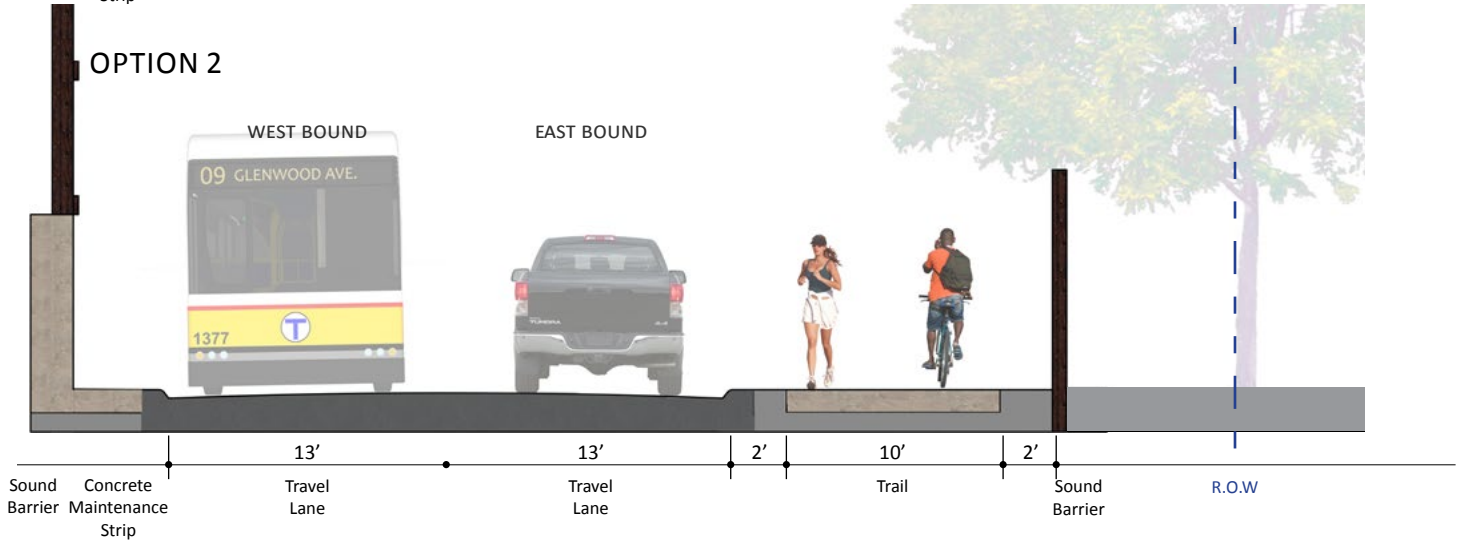 Strip
OPTION 2
WEST BOUND
EAST BOUND
09 GLENWOOD AVE.
1377
T
TUNDRA
13’
13’
2’
10’
2’
Sound
Barrier
Concrete
Maintenance
Strip
Travel
Lane
Travel
Lane
Trail
Sound
Barrier
R.O.W